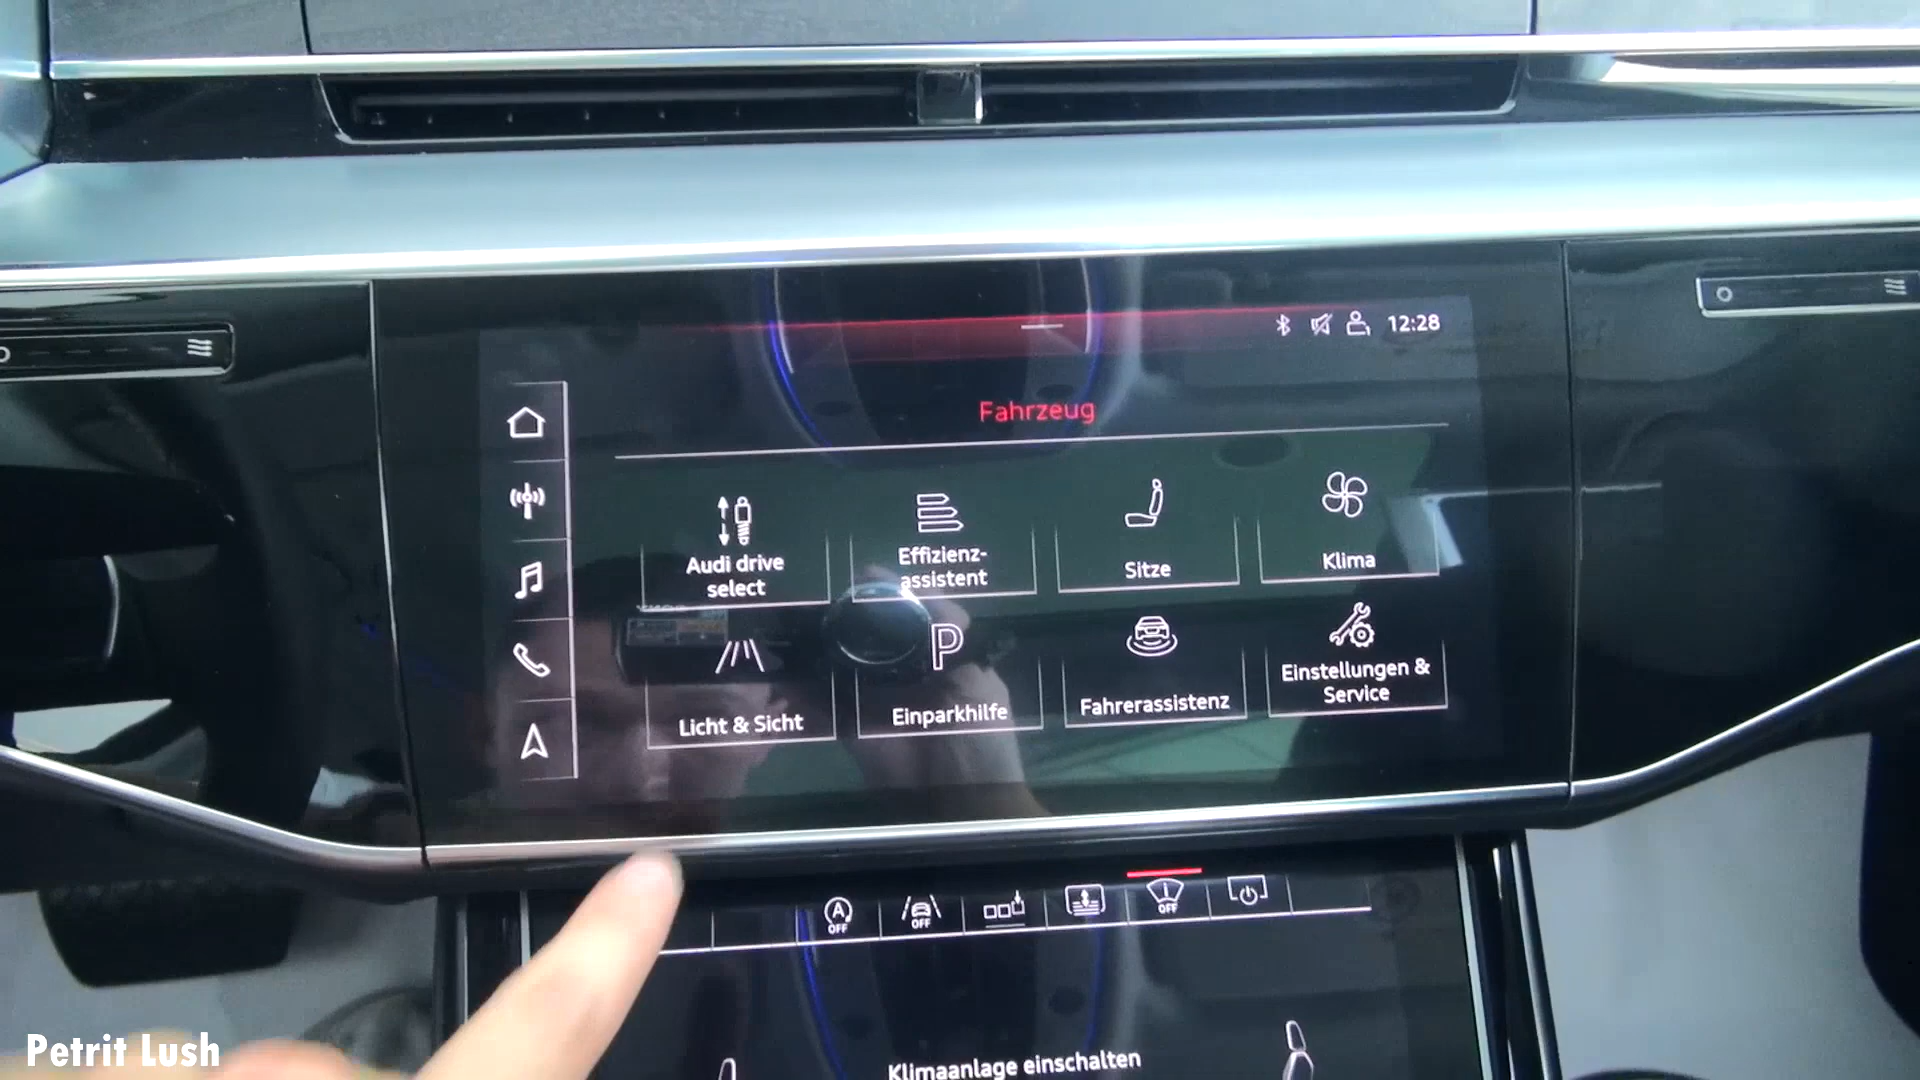 12:28
Fahrzeug
Audi drive
select
Effizienz-
assistent
Sitze
Klima
Licht & Sicht
P
Einparkhilfe
Fahrerassistenz
Einstellungen &
Service
A
OFF
OFF
OFF
Klimaanlage einschalten
Petrit Lush